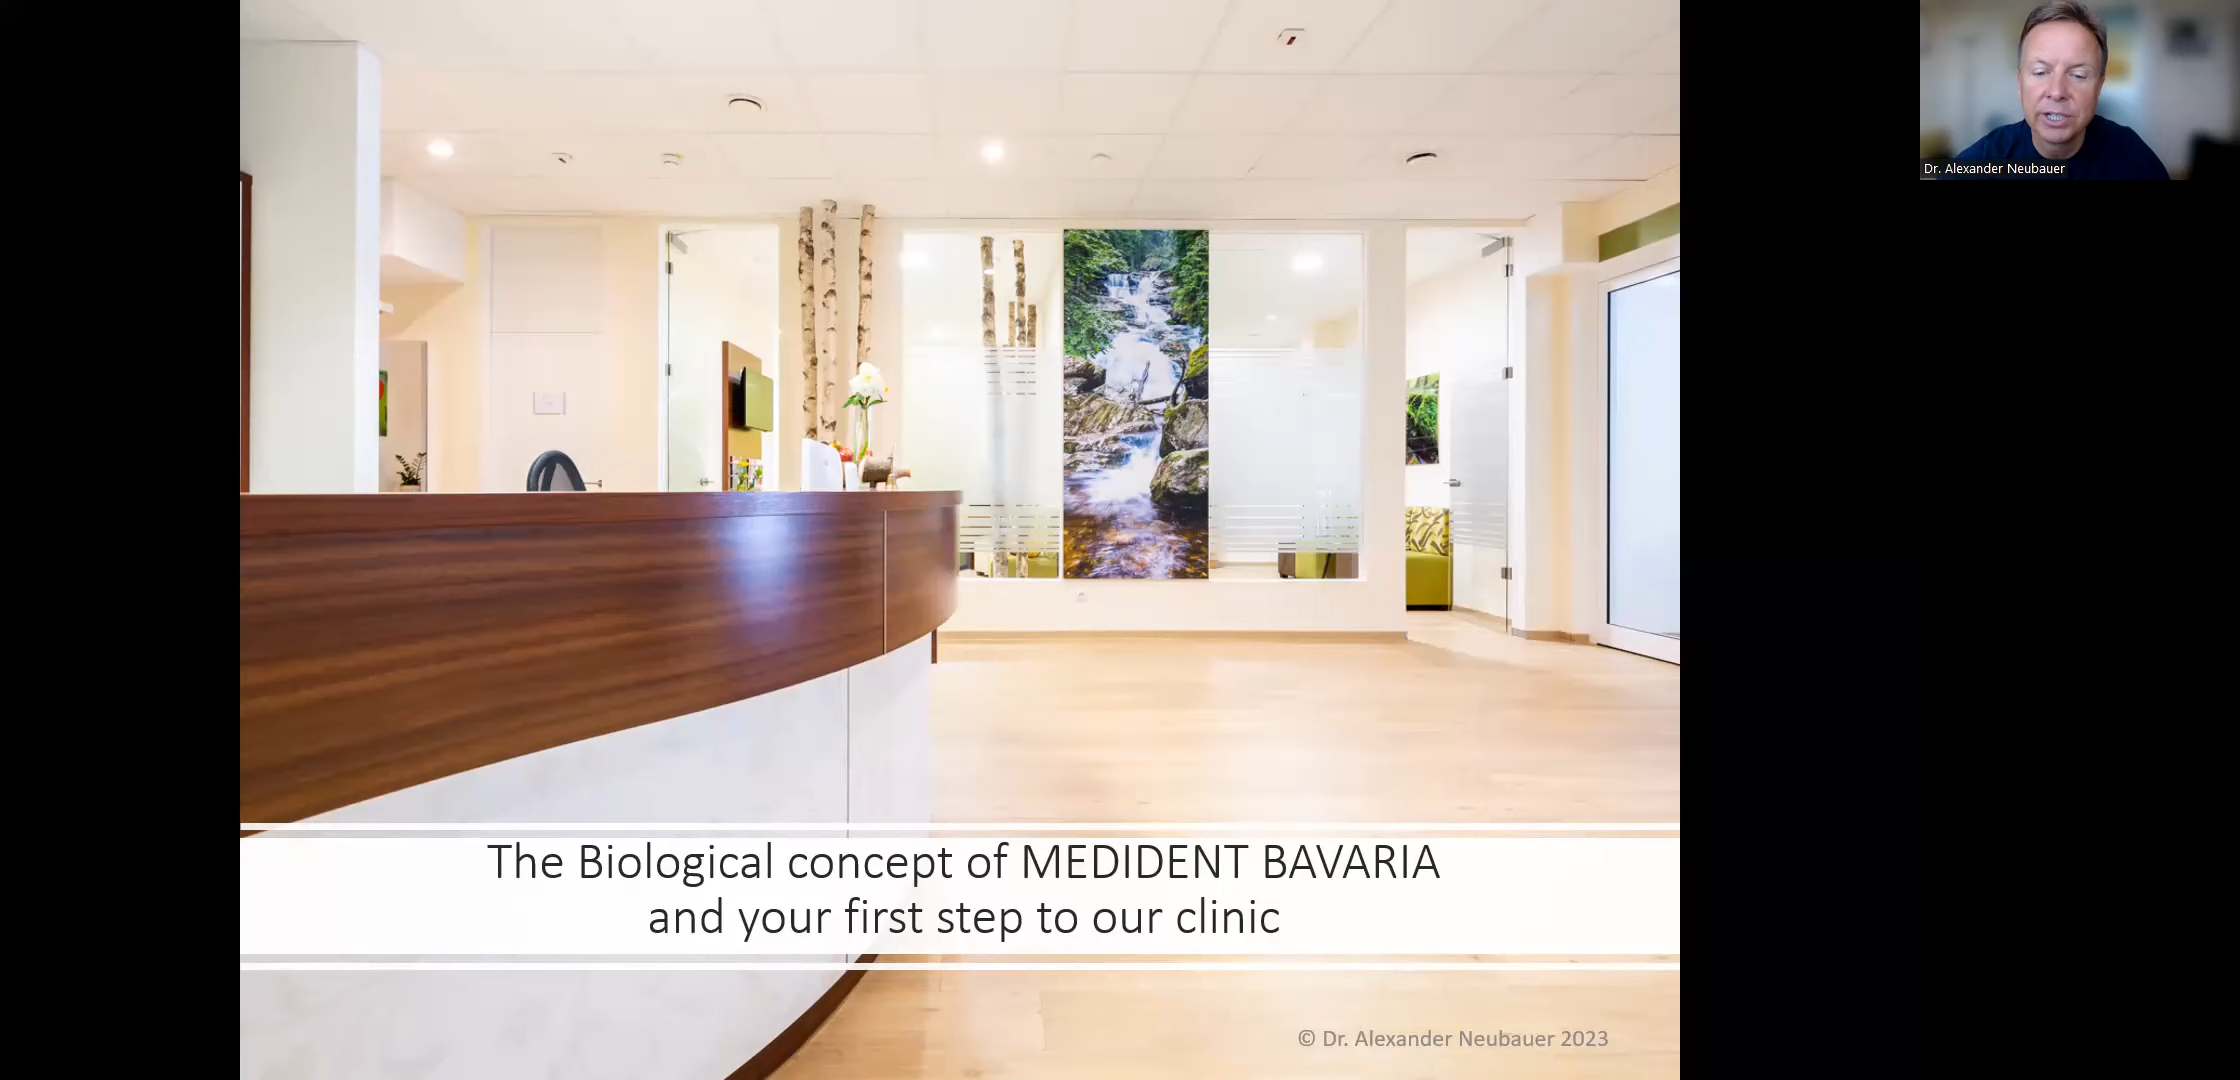 Dr. Alexander Neubauer
The Biological concept of MEDIDENT BAVARIA
and your first step to our clinic
© Dr. Alexander Neubauer 2023